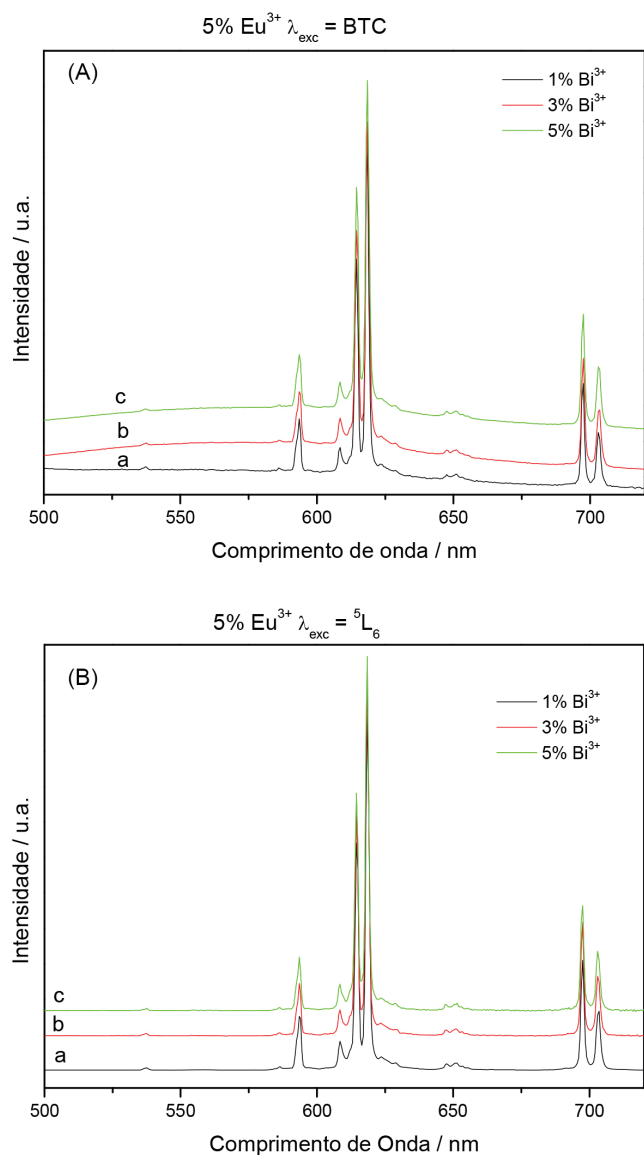 5% Eu³⁺ λexc = BTC
(A)
1% Bi³⁺
3% Bi³⁺
5% Bi³⁺
Intensidade / u.a.
c
b
a
500 550 600 650 700
Comprimento de onda / nm
5% Eu³⁺ λexc = ⁵L₆
(B)
1% Bi³⁺
3% Bi³⁺
5% Bi³⁺
Intensidade / u.a.
c
b
a
500 550 600 650 700
Comprimento de Onda / nm